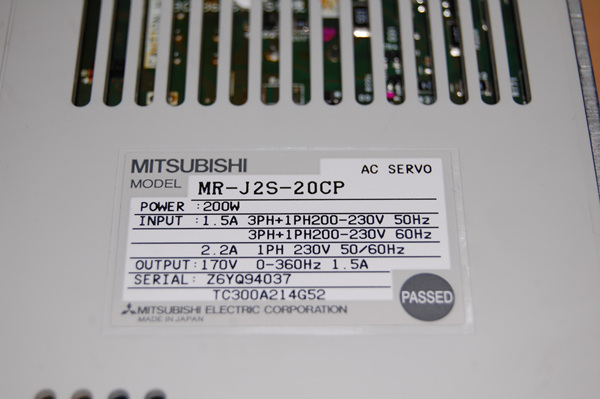 MITSUBISHI
AC SERVO
MODEL MR-J2S-20CP
POWER :200W
INPUT :1.5A 3PH+1PH200-230V 50Hz
3PH+1PH200-230V 60Hz
2.2A 1PH 230V 50/60Hz
OUTPUT:170V 0-360Hz 1.5A
SERIAL: Z6YQ94037
TC300A214G52
PASSED
MITSUBISHI ELECTRIC CORPORATION
MADE IN JAPAN